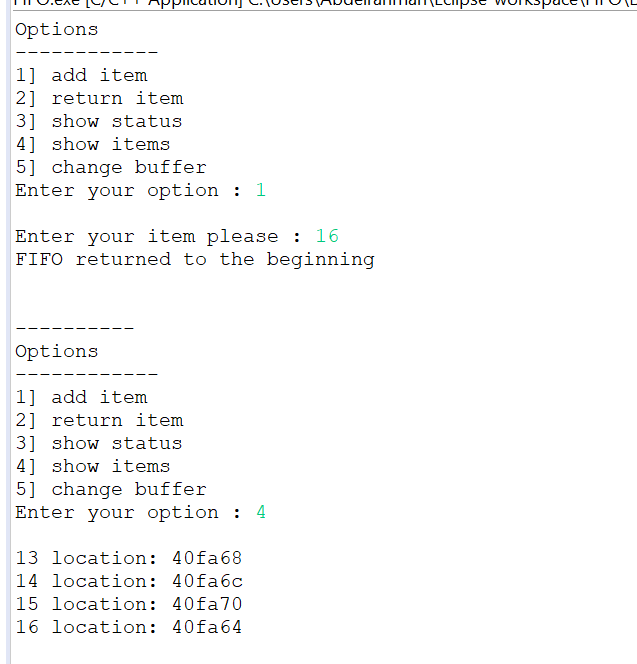 FIFO.exe [C/C++ Application] C:\Users\Abdelrahman\Eclipse-workspace\FIFO\
Options
------------
1] add item
2] return item
3] show status
4] show items
5] change buffer
Enter your option : 1
Enter your item please : 16
FIFO returned to the beginning
----------
Options
------------
1] add item
2] return item
3] show status
4] show items
5] change buffer
Enter your option : 4
13 location: 40fa68
14 location: 40fa6c
15 location: 40fa70
16 location: 40fa64